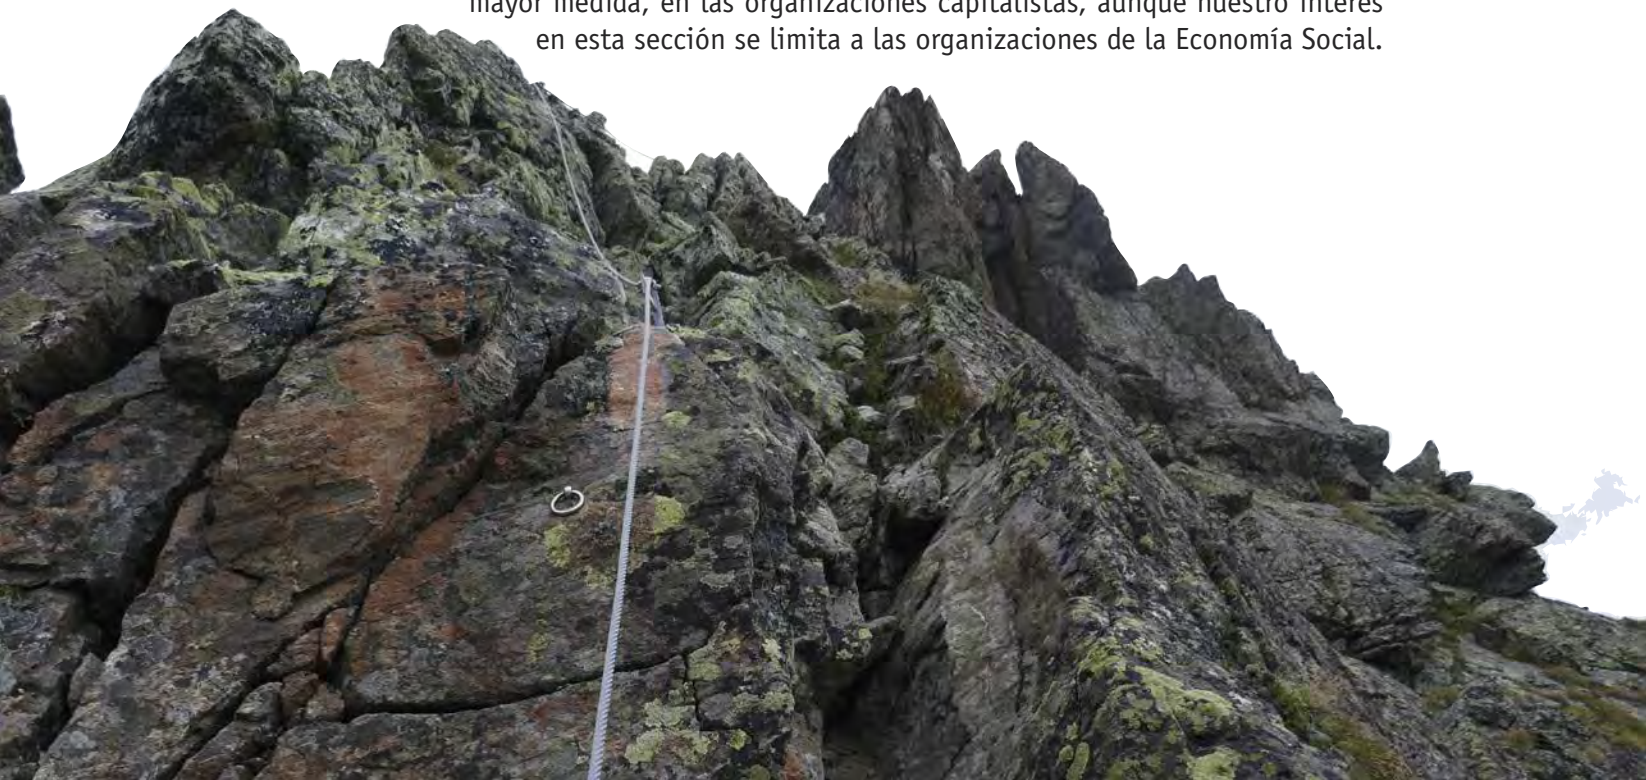 mayor medida, en las organizaciones capitalistas, aunque nuestro interés
en esta sección se limita a las organizaciones de la Economía Social.